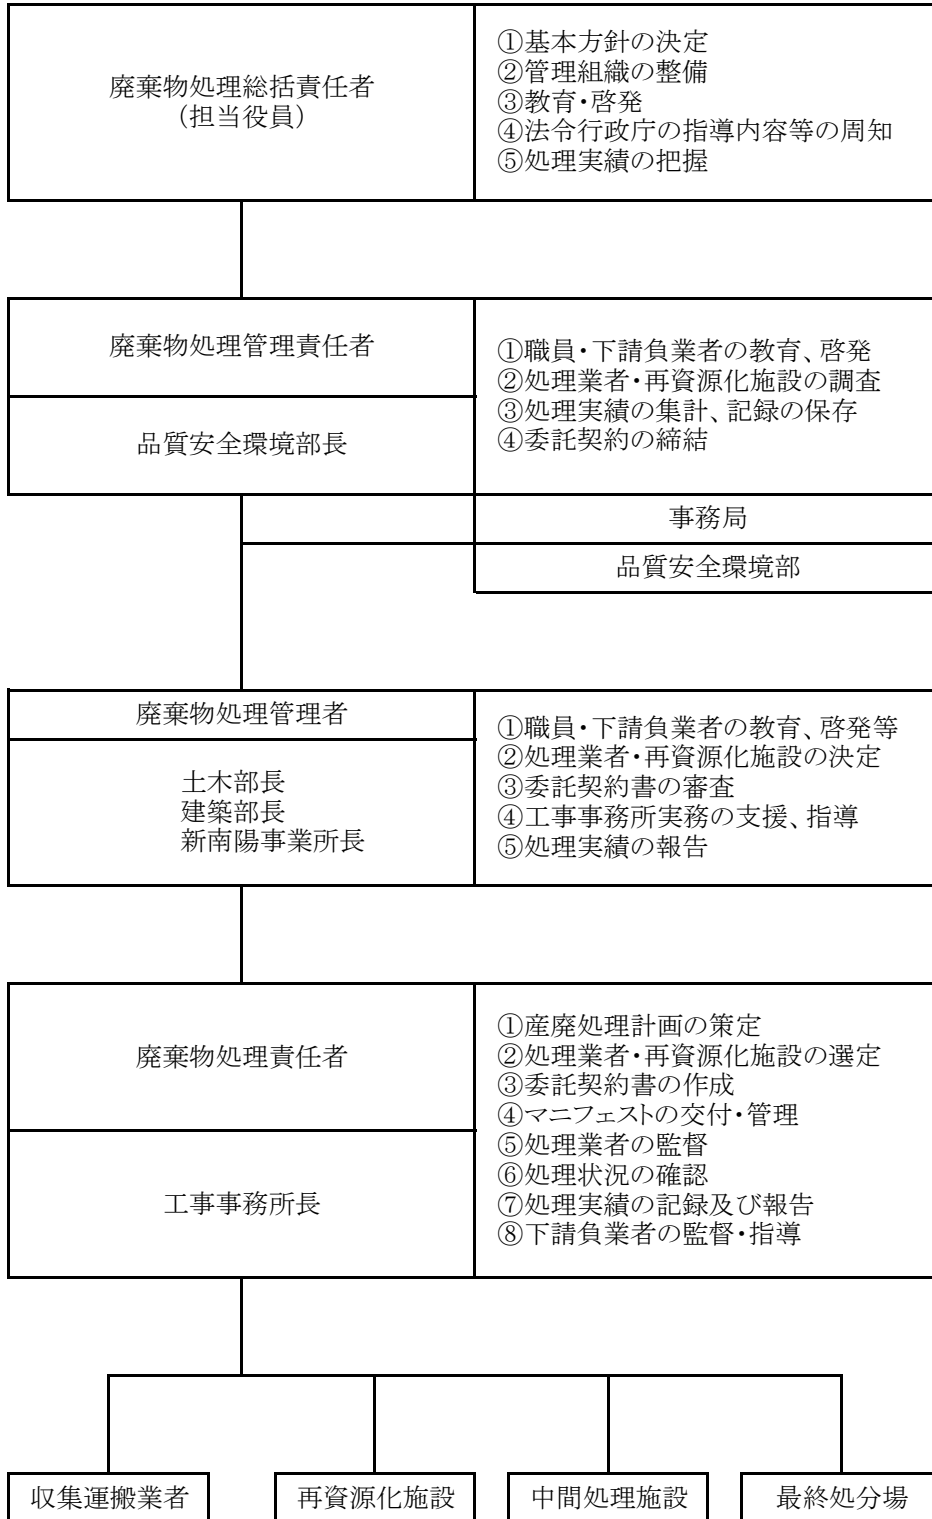 廃棄物処理総括責任者
（担当役員）
①基本方針の決定
②管理組織の整備
③教育・啓発
④法令行政庁の指導内容等の周知
⑤処理実績の把握
廃棄物処理管理責任者
品質安全環境部長
①職員・下請負業者の教育、啓発
②処理業者・再資源化施設の調査
③処理実績の集計、記録の保存
④委託契約の締結
事務局
品質安全環境部
廃棄物処理管理者
土木部長
建築部長
新南陽事業所長
①職員・下請負業者の教育、啓発等
②処理業者・再資源化施設の決定
③委託契約書の審査
④工事事務所実務の支援、指導
⑤処理実績の報告
廃棄物処理責任者
工事事務所長
①産廃処理計画の策定
②処理業者・再資源化施設の選定
③委託契約書の作成
④マニフェストの交付・管理
⑤処理業者の監督
⑥処理状況の確認
⑦処理実績の記録及び報告
⑧下請負業者の監督・指導
収集運搬業者
再資源化施設
中間処理施設
最終処分場